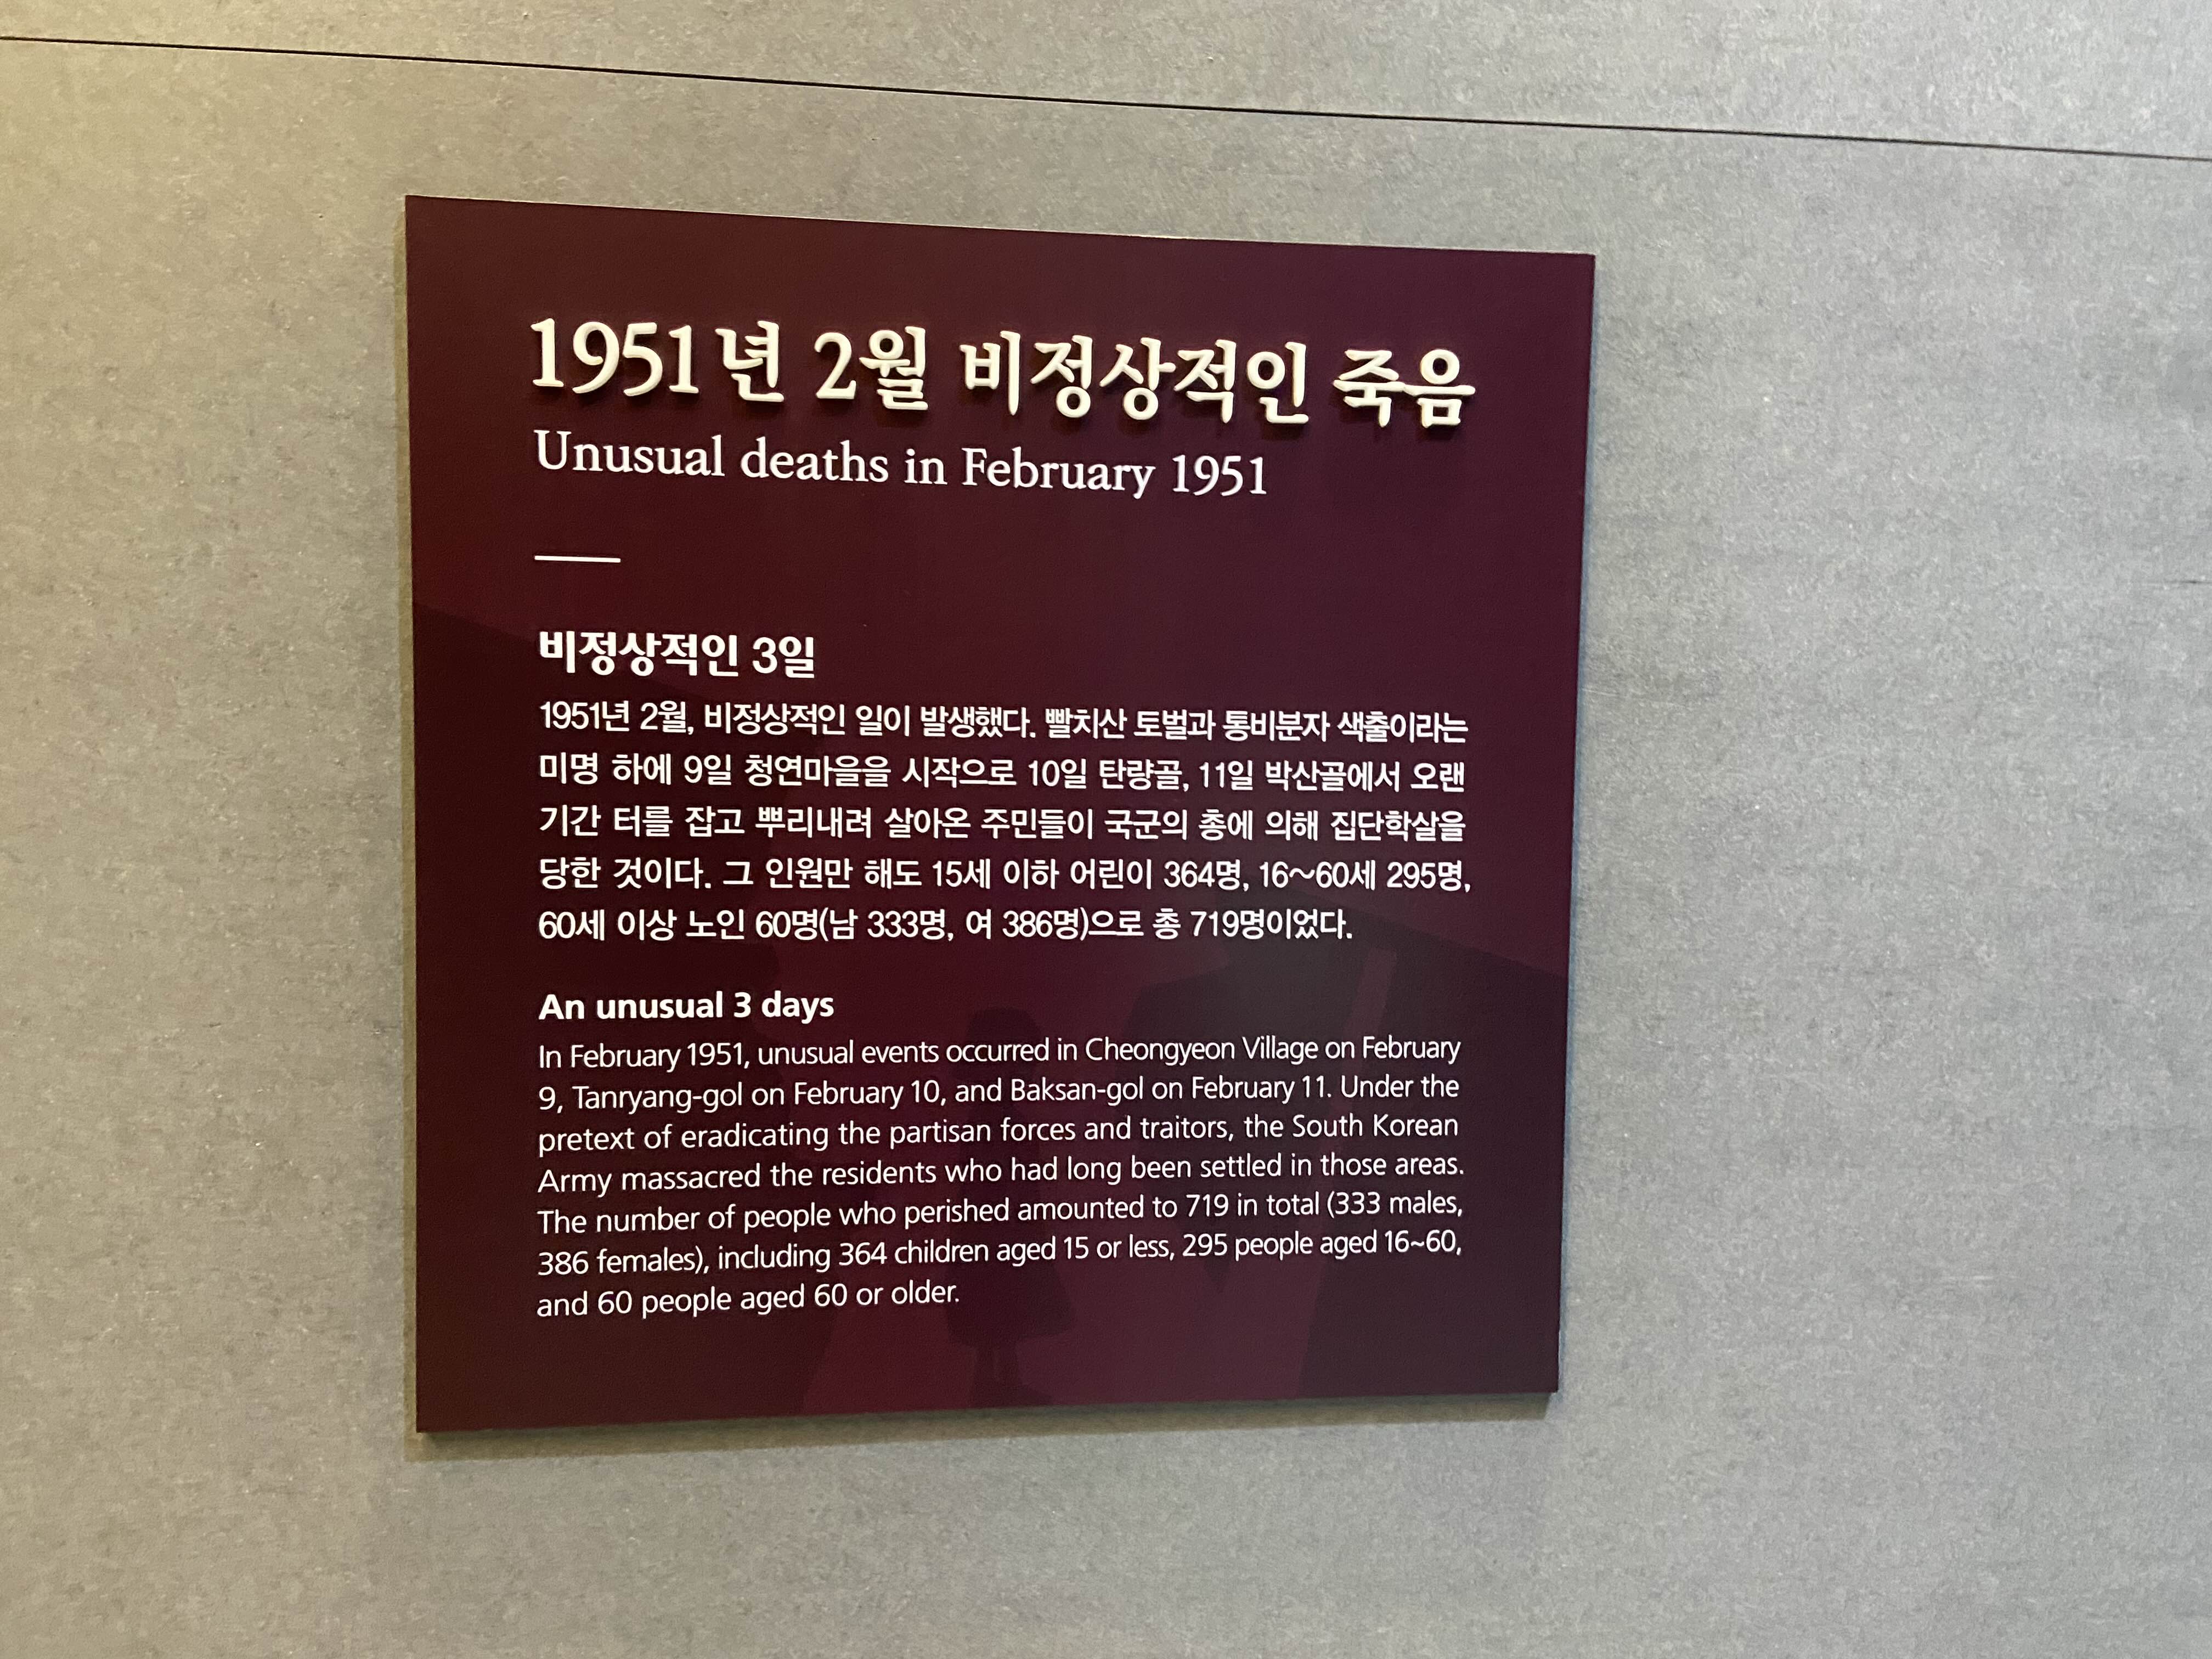 1951년 2월 비정상적인 죽음
Unusual deaths in February 1951
비정상적인 3일
1951년 2월, 비정상적인 일이 발생했다. 빨치산 토벌과 통비분자 색출이라는
미명 하에 9일 청연마을을 시작으로 10일 탄량골, 11일 박산골에서 오랜
기간 터를 잡고 뿌리내려 살아온 주민들이 국군의 총에 의해 집단학살을
당한 것이다. 그 인원만 해도 15세 이하 어린이 364명, 16~60세 295명,
60세 이상 노인 60명(남 333명, 여 386명)으로 총 719명이었다.
An unusual 3 days
In February 1951, unusual events occurred in Cheongyeon Village on February
9, Tanryang-gol on February 10, and Baksan-gol on February 11. Under the
pretext of eradicating the partisan forces and traitors, the South Korean
Army massacred the residents who had long been settled in those areas.
The number of people who perished amounted to 719 in total (333 males,
386 females), including 364 children aged 15 or less, 295 people aged 16~60,
and 60 people aged 60 or older.